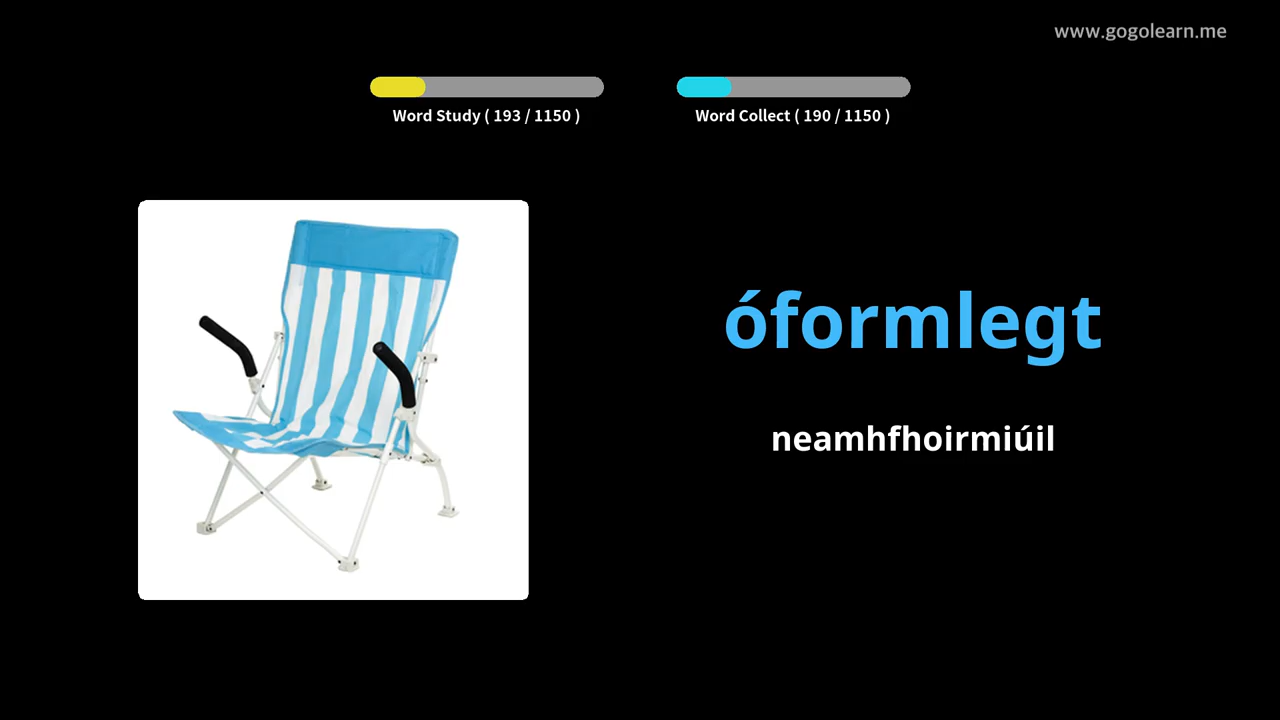 www.gogolearn.me
Word Study ( 193 / 1150 )
Word Collect ( 190 / 1150 )
óformlegt
neamhfhoirmiúil